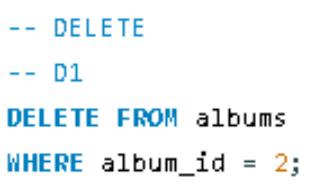 -- DELETE
-- D1
DELETE FROM albums
WHERE album_id = 2;